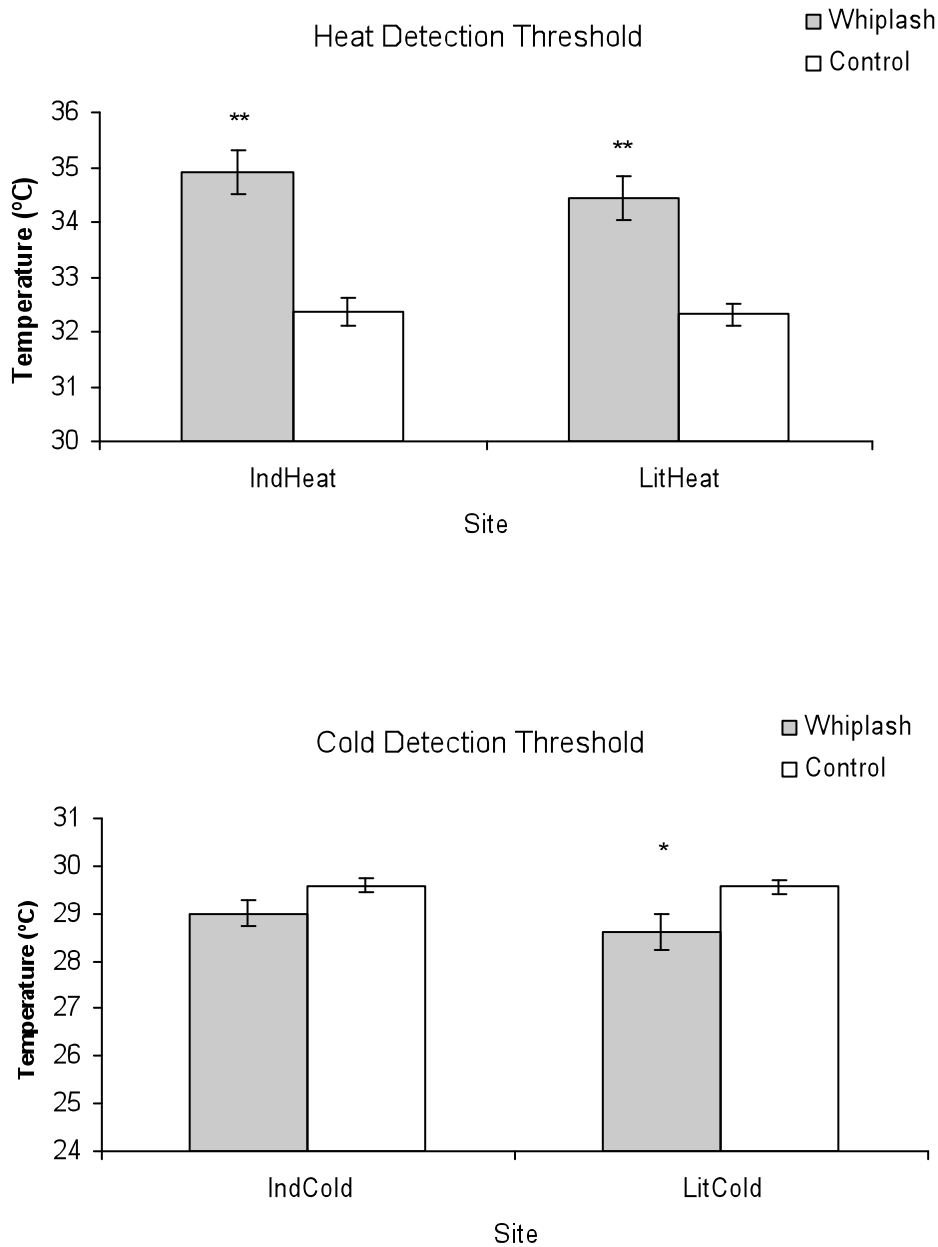 Heat Detection Threshold
Whiplash
Control
Temperature (ºC)
36
35
34
33
32
31
30
**
**
IndHeat
LitHeat
Site
Cold Detection Threshold
Whiplash
Control
Temperature (ºC)
31
30
29
28
27
26
25
24
*
IndCold
LitCold
Site